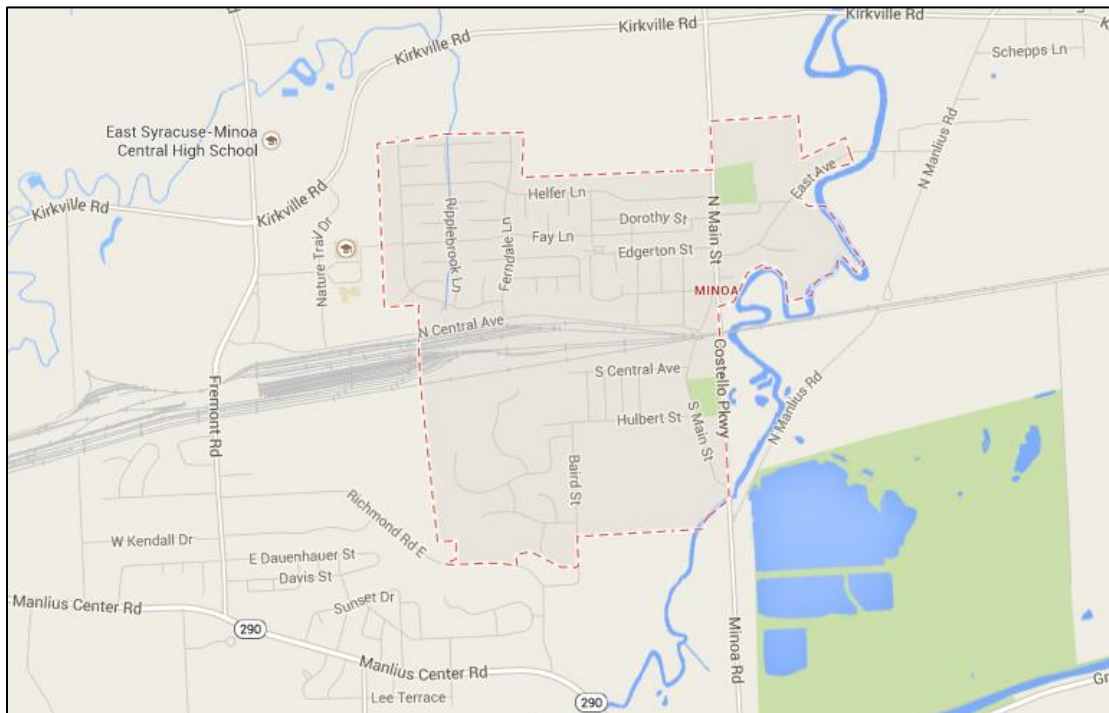 d
Kirkville Rd
Kirkville Rd
Kirkville Rd
K
Schepps Ln
East Syracuse-Minoa
Central High School
N Manlius Rd
East Ave
Helfer Ln
Kirkville Rd
Kirkville Rd
Ripplebrook Ln
Ferndale Ln
Dorothy St
N Main St
Nature Trail Dr
Fay Ln
Edgerton St
MINOA
N Central Ave
S Central Ave
Costello Pkwy
Fremont Rd
N Manlius Rd
Hulbert St
S Main St
Baird St
Richmond Rd E
W Kendall Dr
E Dauenhauer St
Davis St
Manlius Center Rd
Sunset Dr
290
Minoa Rd
Manlius Center Rd
Lee Terrace
290
Gr